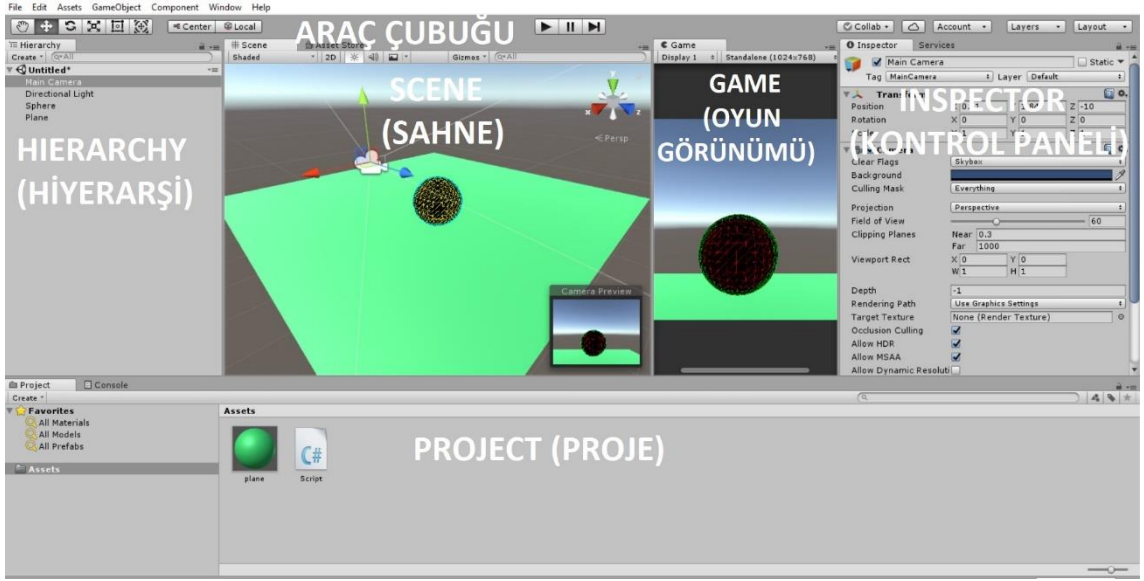 File Edit Assets GameObject Component Window Help
Center Local
ARAÇ ÇUBUĞU
Collab Account Layers Layout
Hierarchy
Create All
Untitled*
Main Camera
Directional Light
Sphere
Plane
HIERARCHY
(HİYERARŞİ)
Scene Asset Store
Shaded 2D Gizmos All
SCENE
(SAHNE)
y
x z
Persp
Camera Preview
Game
Display 1 Standalone (1024x768)
GAME
(OYUN
GÖRÜNÜMÜ)
Inspector Services
Main Camera Static
Tag MainCamera Layer Default
Transform
INSPECTOR
(KONTROL PANELİ)
Position X Z -10
Rotation X 0 Y 0 Z 0
Camera
Clear Flags Skybox
Background
Culling Mask Everything
Projection Perspective
Field of View 60
Clipping Planes Near 0.3
Far 1000
Viewport Rect X 0 Y 0
W 1 H 1
Depth -1
Rendering Path Use Graphics Settings
Target Texture None (Render Texture)
Occlusion Culling
Allow HDR
Allow MSAA
Allow Dynamic Resoluti
Project Console
Create
Favorites
All Materials
All Models
All Prefabs
Assets
Assets
C#
plane Script
PROJECT (PROJE)